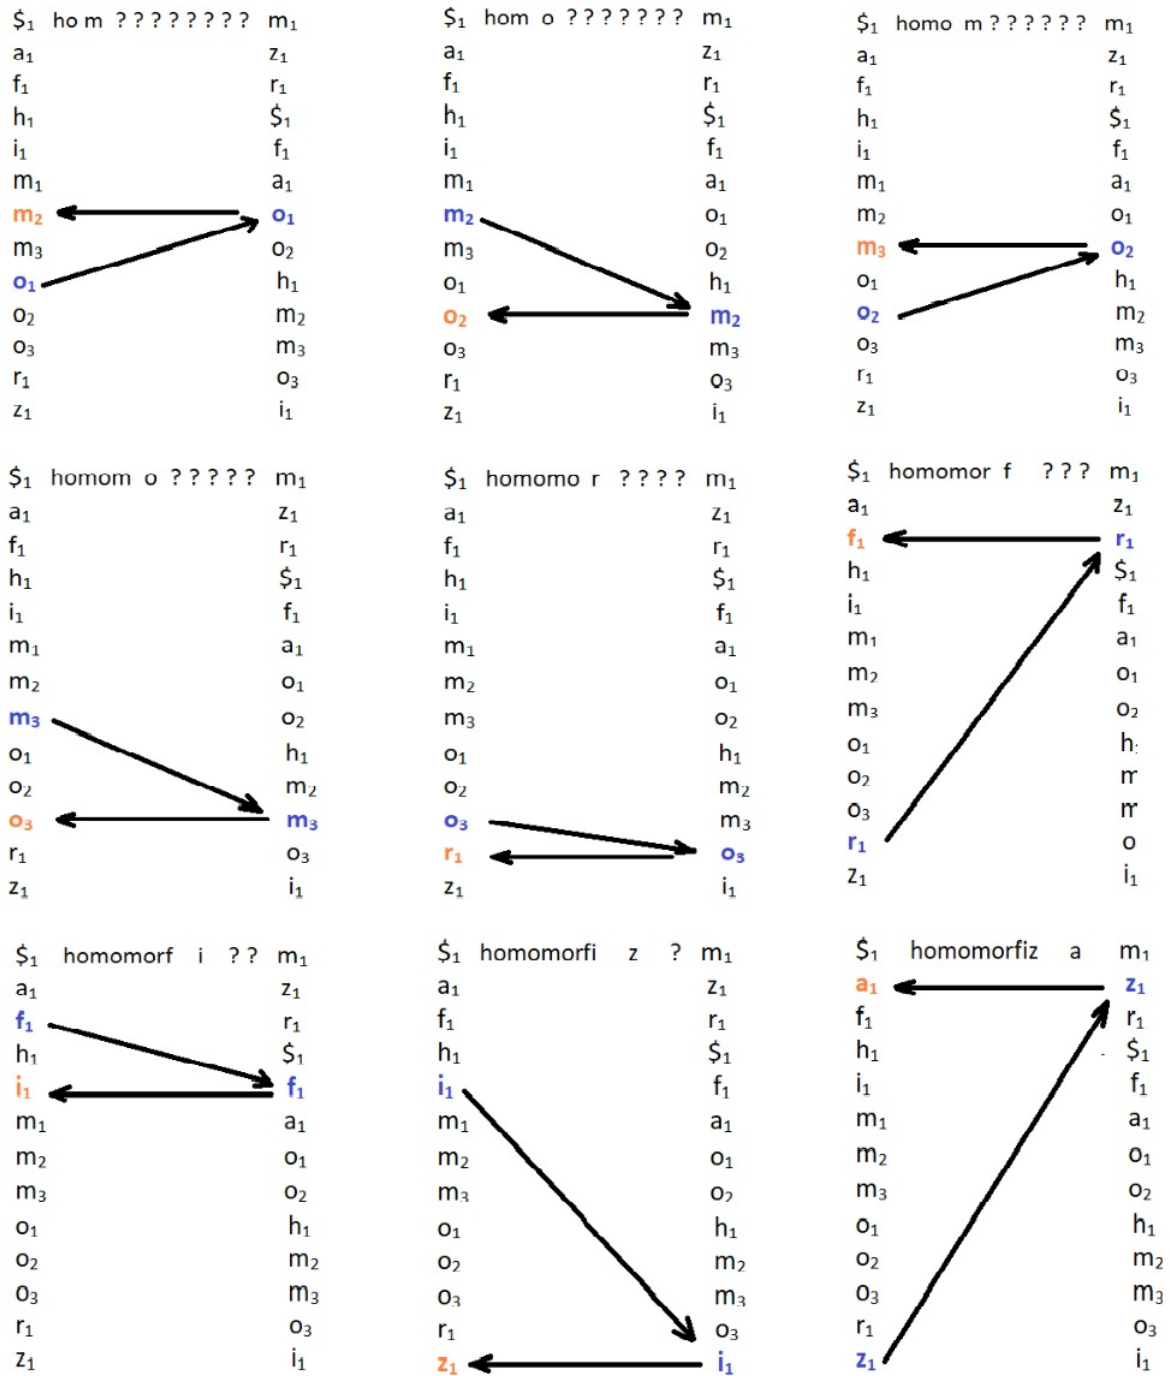 $₁ ho m ? ? ? ? ? ? ? ? m₁
a₁ z₁
f₁ r₁
h₁ $₁
i₁ f₁
m₁ a₁
m₂ o₁
m₃ o₂
o₁ h₁
o₂ m₂
o₃ m₃
r₁ o₃
z₁ i₁
$₁ hom o ? ? ? ? ? ? ? m₁
a₁ z₁
f₁ r₁
h₁ $₁
i₁ f₁
m₁ a₁
m₂ o₁
m₃ o₂
o₁ h₁
o₂ m₂
o₃ m₃
r₁ o₃
z₁ i₁
$₁ homo m ? ? ? ? ? ? m₁
a₁ z₁
f₁ r₁
h₁ $₁
i₁ f₁
m₁ a₁
m₂ o₁
m₃ o₂
o₁ h₁
o₂ m₂
o₃ m₃
r₁ o₃
z₁ i₁
$₁ homom o ? ? ? ? ? m₁
a₁ z₁
f₁ r₁
h₁ $₁
i₁ f₁
m₁ a₁
m₂ o₁
m₃ o₂
o₁ h₁
o₂ m₂
o₃ m₃
r₁ o₃
z₁ i₁
$₁ homomo r ? ? ? ? m₁
a₁ z₁
f₁ r₁
h₁ $₁
i₁ f₁
m₁ a₁
m₂ o₁
m₃ o₂
o₁ h₁
o₂ m₂
o₃ m₃
r₁ o₃
z₁ i₁
$₁ homomor f ? ? ? m₁
a₁ z₁
f₁ r₁
h₁ $₁
i₁ f₁
m₁ a₁
m₂ o₁
m₃ o₂
o₁ h
o₂ m
o₃ m
r₁ o
z₁ i₁
$₁ homomorf i ? ? m₁
a₁ z₁
f₁ r₁
h₁ $₁
i₁ f₁
m₁ a₁
m₂ o₁
m₃ o₂
o₁ h₁
o₂ m₂
o₃ m₃
r₁ o₃
z₁ i₁
$₁ homomorfi z ? m₁
a₁ z₁
f₁ r₁
h₁ $₁
i₁ f₁
m₁ a₁
m₂ o₁
m₃ o₂
o₁ h₁
o₂ m₂
o₃ m₃
r₁ o₃
z₁ i₁
$₁ homomorfiz a m₁
a₁ z₁
f₁ r₁
h₁ $₁
i₁ f₁
m₁ a₁
m₂ o₁
m₃ o₂
o₁ h₁
o₂ m₂
o₃ m₃
r₁ o₃
z₁ i₁